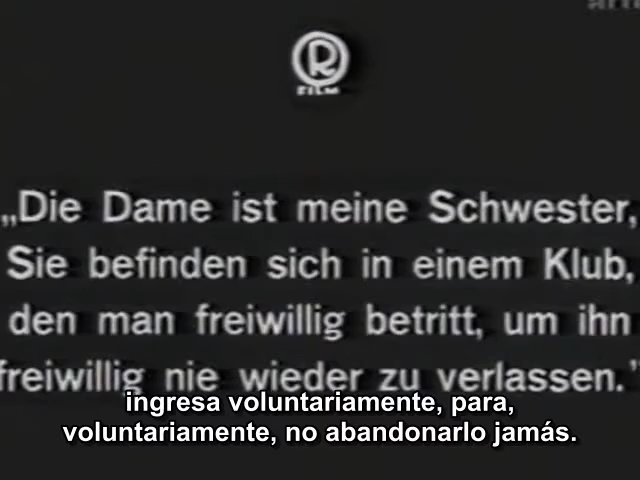 R
FILM
„Die Dame ist meine Schwester,
Sie befinden sich in einem Klub,
den man freiwillig betritt, um ihn
freiwillig nie wieder zu verlassen."
ingresa voluntariamente, para,
voluntariamente, no abandonarlo jamás.